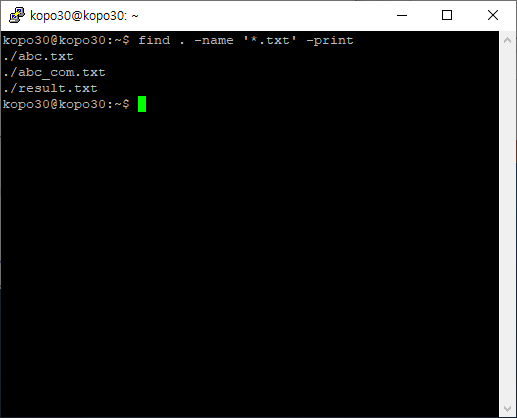 kopo30@kopo30: ~
kopo30@kopo30:~$ find . -name '*.txt' -print
./abc.txt
./abc_com.txt
./result.txt
kopo30@kopo30:~$